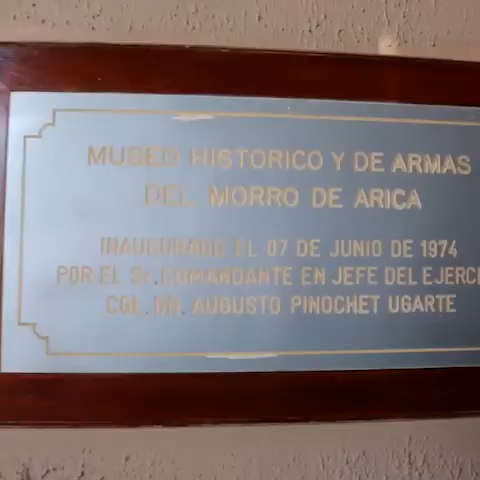 MUSEO HISTORICO Y DE ARMAS
DEL MORRO DE ARICA
INAUGURADO EL 07 DE JUNIO DE 1974
POR EL Sr. COMANDANTE EN JEFE DEL EJERCI
AUGUSTO PINOCHET UGARTE